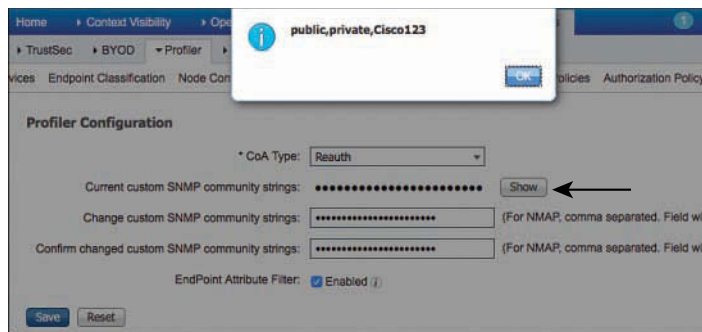 Home Context Visibility Ope 1
public,private,Cisco123
OK
TrustSec BYOD Profiler
vices Endpoint Classification Node Con olicies Authorization Policy
Profiler Configuration
* CoA Type: Reauth
Current custom SNMP community strings: •••••••••••••••••••••••• Show
Change custom SNMP community strings: (For NMAP, comma separated. Field wi
Confirm changed custom SNMP community strings: (For NMAP, comma separated. Field wi
EndPoint Attribute Filter: Enabled
Save Reset